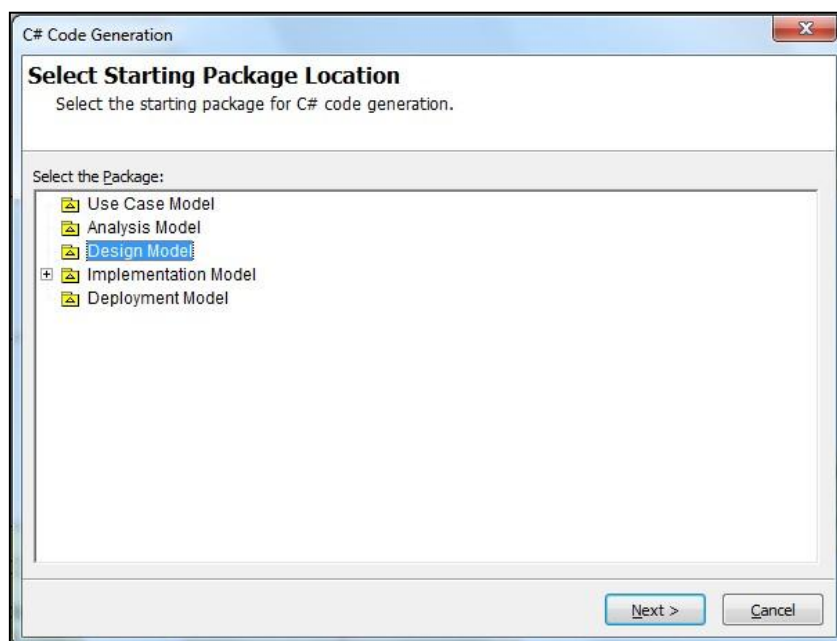 C# Code Generation
Select Starting Package Location
Select the starting package for C# code generation.
Select the Package:
Use Case Model
Analysis Model
Design Model
Implementation Model
Deployment Model
Next > Cancel